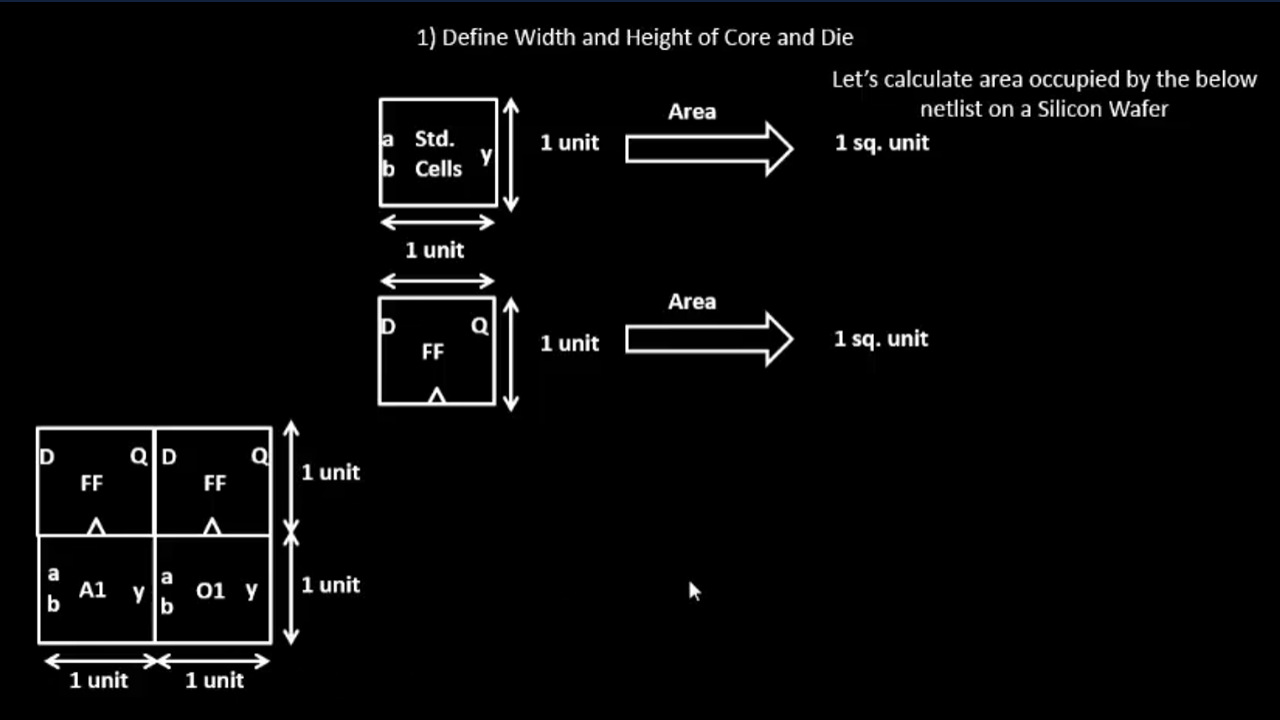 1) Define Width and Height of Core and Die
Let's calculate area occupied by the below
netlist on a Silicon Wafer
a Std. y
b Cells
1 unit
Area
1 sq. unit
1 unit
D Q
FF
1 unit
Area
1 sq. unit
D Q D Q
FF FF
1 unit
a A1 y a O1 y
b b
1 unit
1 unit 1 unit